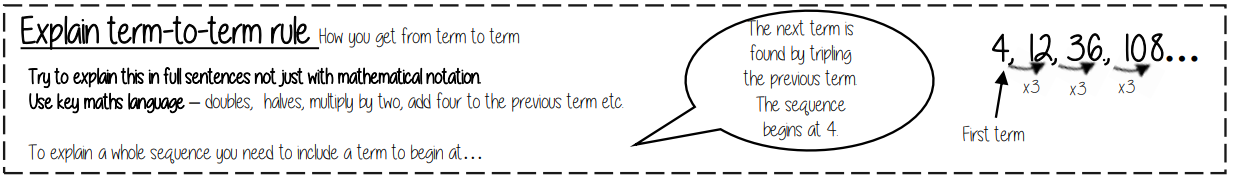 Explain term-to-term rule How you get from term to term
Try to explain this in full sentences not just with mathematical notation.
Use key maths language – doubles, halves, multiply by two, add four to the previous term etc.
To explain a whole sequence you need to include a term to begin at...
The next term is
found by tripling
the previous term.
The sequence
begins at 4.
4, 12, 36, 108...
x3 x3 x3
First term